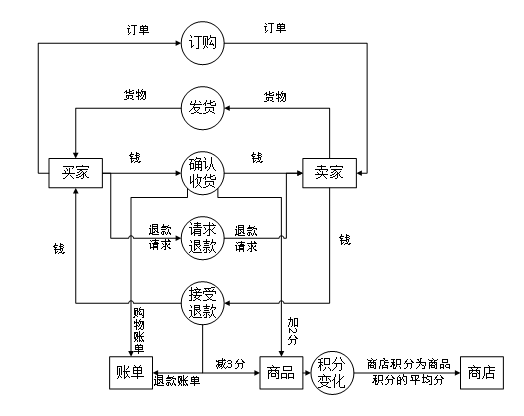 订单
订单
订购
货物
货物
发货
买家
钱
确认
收货
钱
卖家
退款
请求
请求
退款
退款
请求
钱
钱
接受
退款
购物账单
加2分
账单
退款账单
减3分
商品
积分
变化
商店积分为商品
积分的平均分
商店